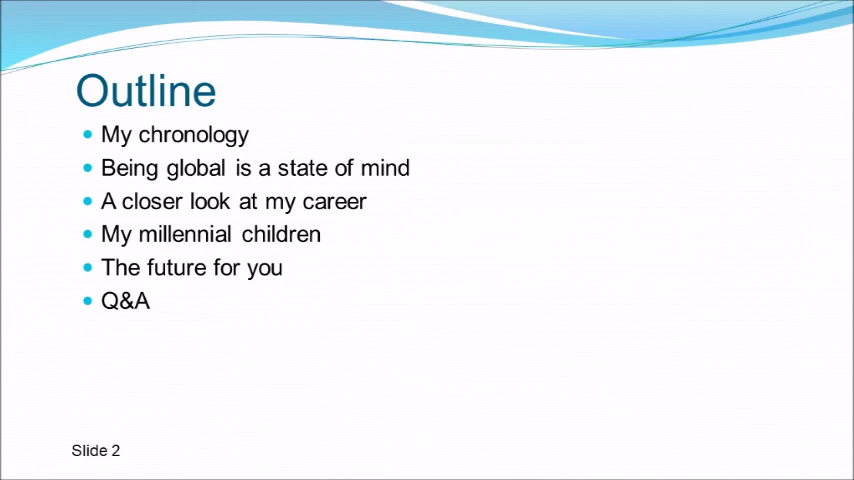 Outline
My chronology
Being global is a state of mind
A closer look at my career
My millennial children
The future for you
Q&A
Slide 2